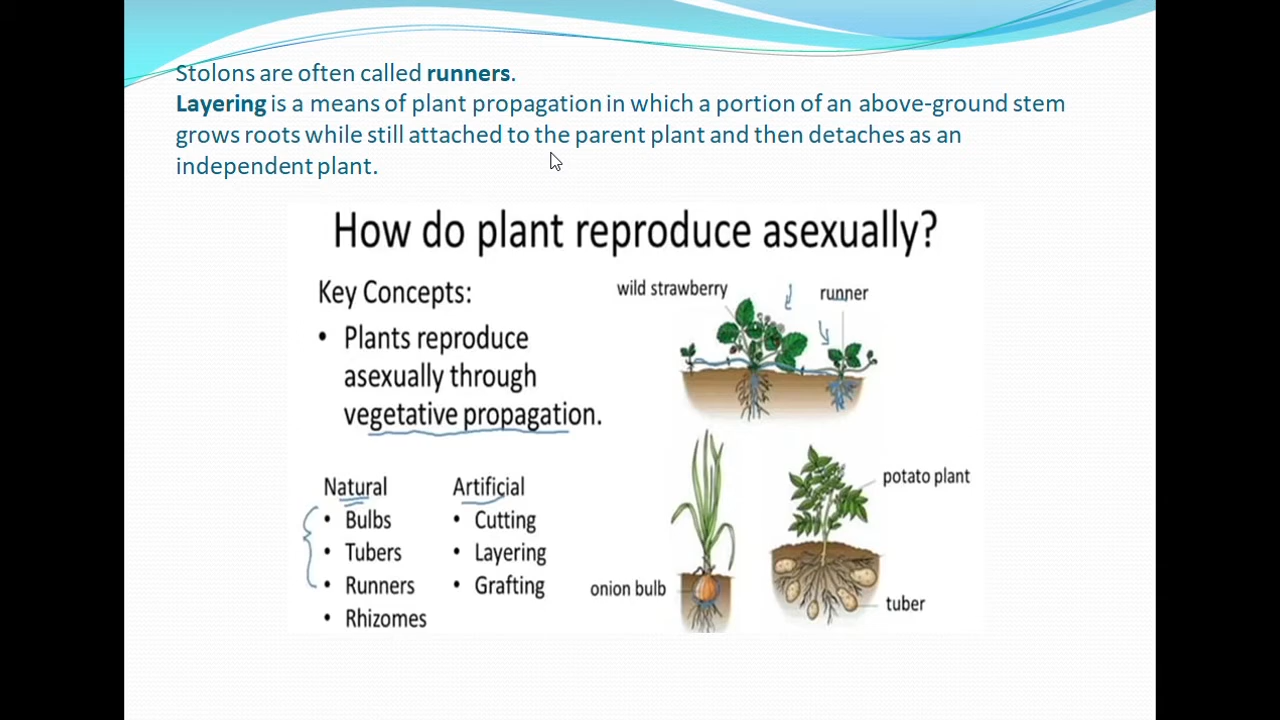 Stolons are often called runners.
Layering is a means of plant propagation in which a portion of an above-ground stem
grows roots while still attached to the parent plant and then detaches as an
independent plant.
How do plant reproduce asexually?
Key Concepts:
• Plants reproduce
asexually through
vegetative propagation.
wild strawberry
runner
Natural
• Bulbs
• Tubers
• Runners
• Rhizomes
Artificial
• Cutting
• Layering
• Grafting
onion bulb
potato plant
tuber